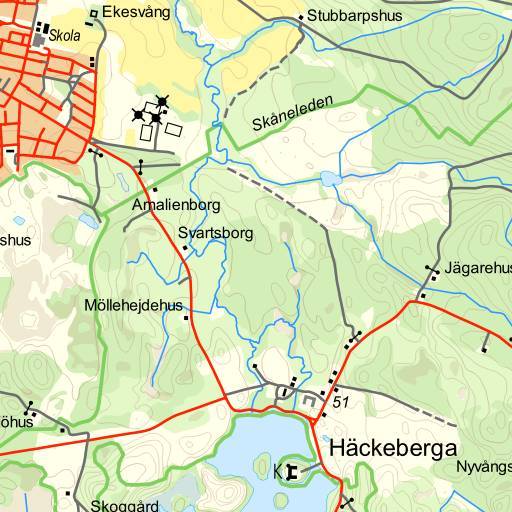 Ekesvång
Stubbarpshus
Skola
Skåneleden
Amalienborg
Svartsborg
shus
Jägarehus
Möllehejdehus
51
öhus
Häckeberga
K
Nyvångs
Skoggård